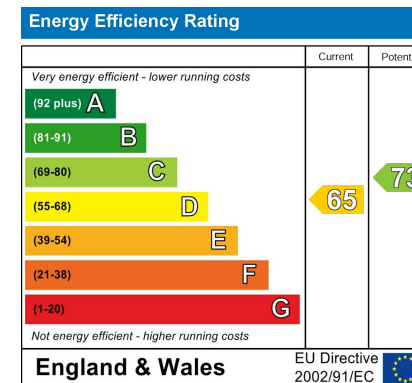 Energy Efficiency Rating
Current Potent
Very energy efficient - lower running costs
(92 plus) A
(81-91) B
(69-80) C
(55-68) D
(39-54) E
(21-38) F
(1-20) G
65
73
Not energy efficient - higher running costs
England & Wales
EU Directive
2002/91/EC